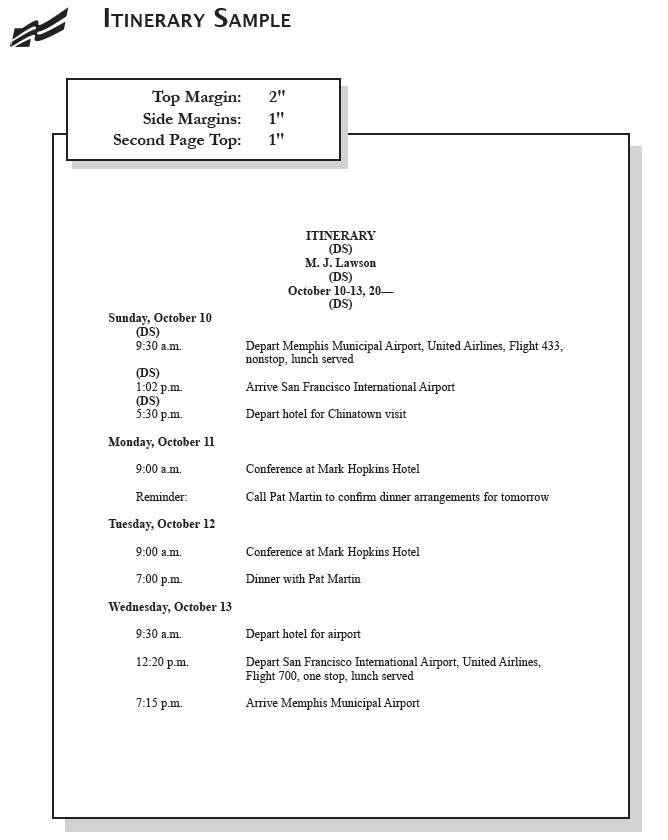 ITINERARY SAMPLE
Top Margin: 2"
Side Margins: 1"
Second Page Top: 1"
ITINERARY
(DS)
M. J. Lawson
(DS)
October 10-13, 20—
(DS)
Sunday, October 10
(DS)
9:30 a.m. Depart Memphis Municipal Airport, United Airlines, Flight 433,
nonstop, lunch served
(DS)
1:02 p.m. Arrive San Francisco International Airport
(DS)
5:30 p.m. Depart hotel for Chinatown visit
Monday, October 11
9:00 a.m. Conference at Mark Hopkins Hotel
Reminder: Call Pat Martin to confirm dinner arrangements for tomorrow
Tuesday, October 12
9:00 a.m. Conference at Mark Hopkins Hotel
7:00 p.m. Dinner with Pat Martin
Wednesday, October 13
9:30 a.m. Depart hotel for airport
12:20 p.m. Depart San Francisco International Airport, United Airlines,
Flight 700, one stop, lunch served
7:15 p.m. Arrive Memphis Municipal Airport